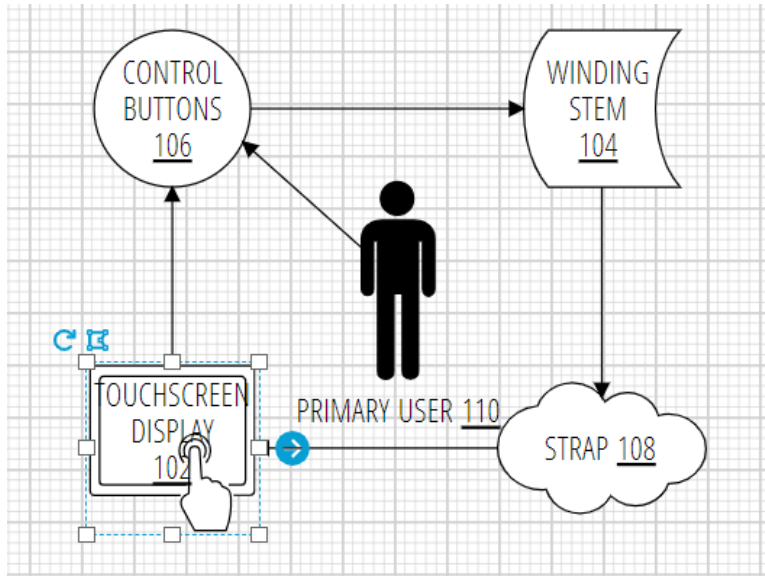 CONTROL
BUTTONS
106
WINDING
STEM
104
PRIMARY USER 110
TOUCHSCREEN
DISPLAY
102
STRAP 108